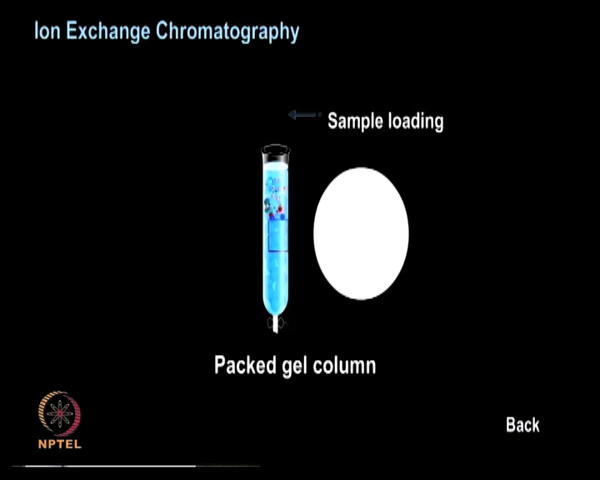 Ion Exchange Chromatography
Sample loading
Packed gel column
Back
NPTEL